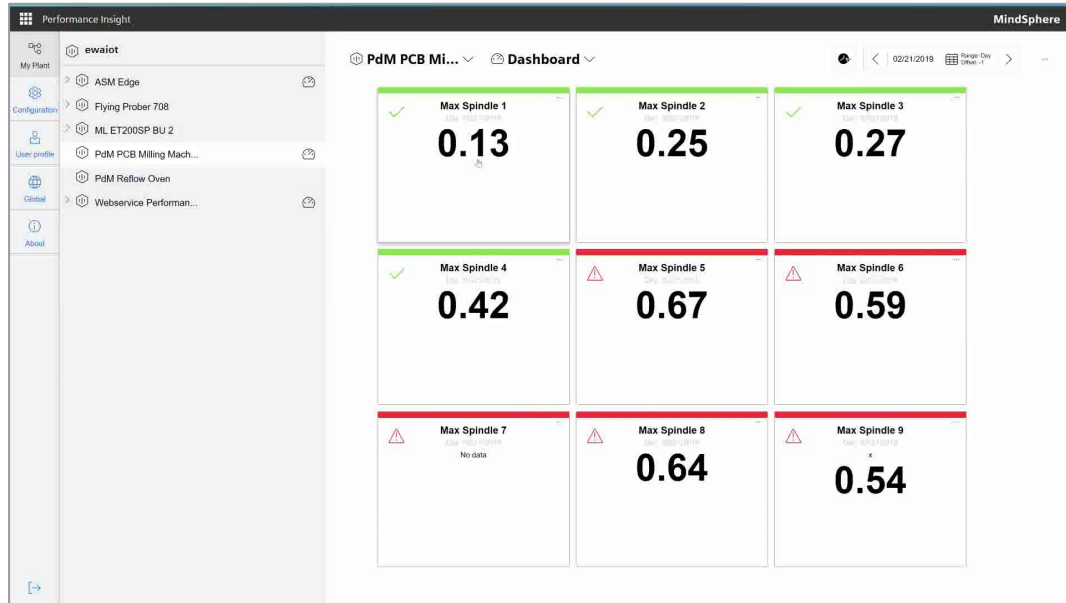 Performance Insight
MindSphere
My Plant
Configuration
User profile
Global
About
ewaiot
ASM Edge
Flying Prober 708
ML ET200SP BU 2
PdM PCB Milling Mach...
PdM Reflow Oven
Webservice Performan...
PdM PCB Mi...
Dashboard
02/21/2019
Range: Day
Offset: -1
Max Spindle 1
0.13
Max Spindle 2
0.25
Max Spindle 3
0.27
Max Spindle 4
0.42
Max Spindle 5
0.67
Max Spindle 6
0.59
Max Spindle 7
No data
Max Spindle 8
0.64
Max Spindle 9
x
0.54